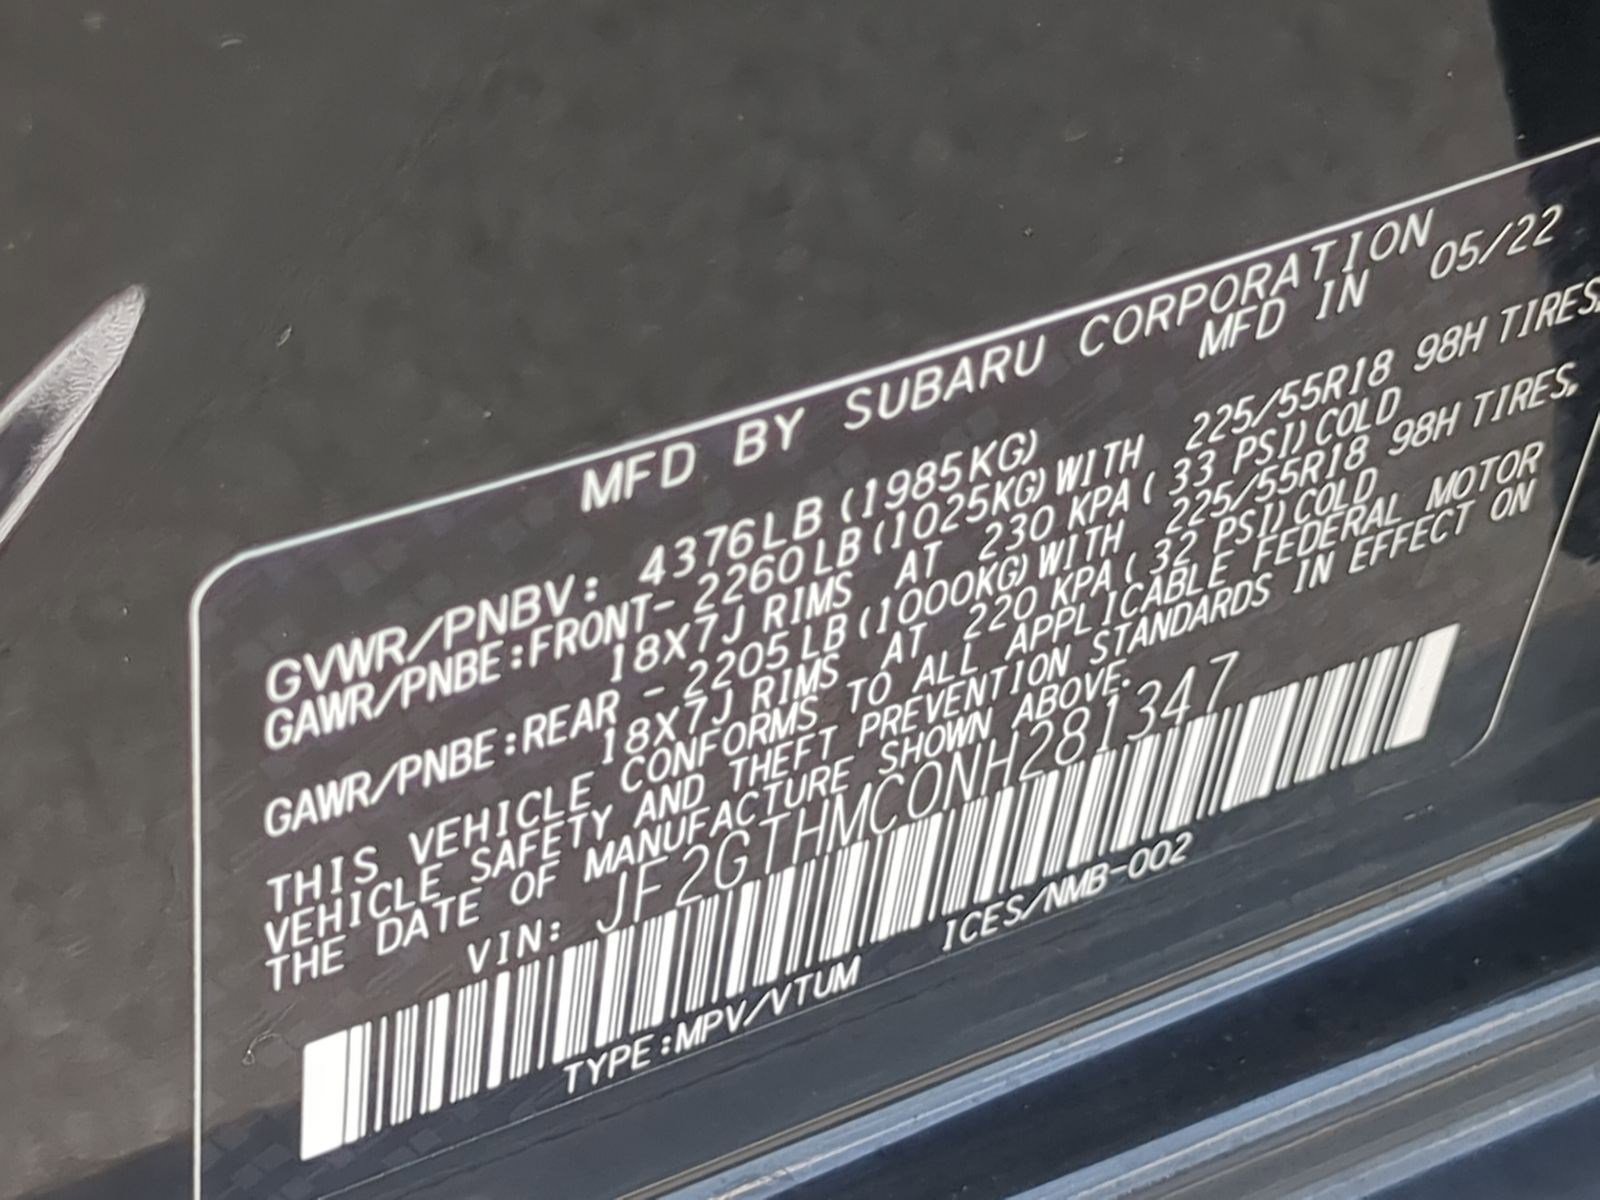 MFD BY SUBARU CORPORATION
MFD IN 05/22
GVWR/PNBV: 4376LB (1985KG)
GAWR/PNBE:FRONT- 2260LB (1025KG) WITH 225/55R18 98H TIRES,
18X7J RIMS AT 230 KPA ( 33 PSI) COLD
GAWR/PNBE:REAR - 2205LB (1000KG) WITH 225/55R18 98H TIRES,
18X7J RIMS AT 220 KPA ( 32 PSI) COLD
THIS VEHICLE CONFORMS TO ALL APPLICABLE FEDERAL MOTOR
VEHICLE SAFETY AND THEFT PREVENTION STANDARDS IN EFFECT ON
THE DATE OF MANUFACTURE SHOWN ABOVE.
VIN: JF2GTHMC0NH281347
TYPE:MPV/VTUM ICES/NMB-002